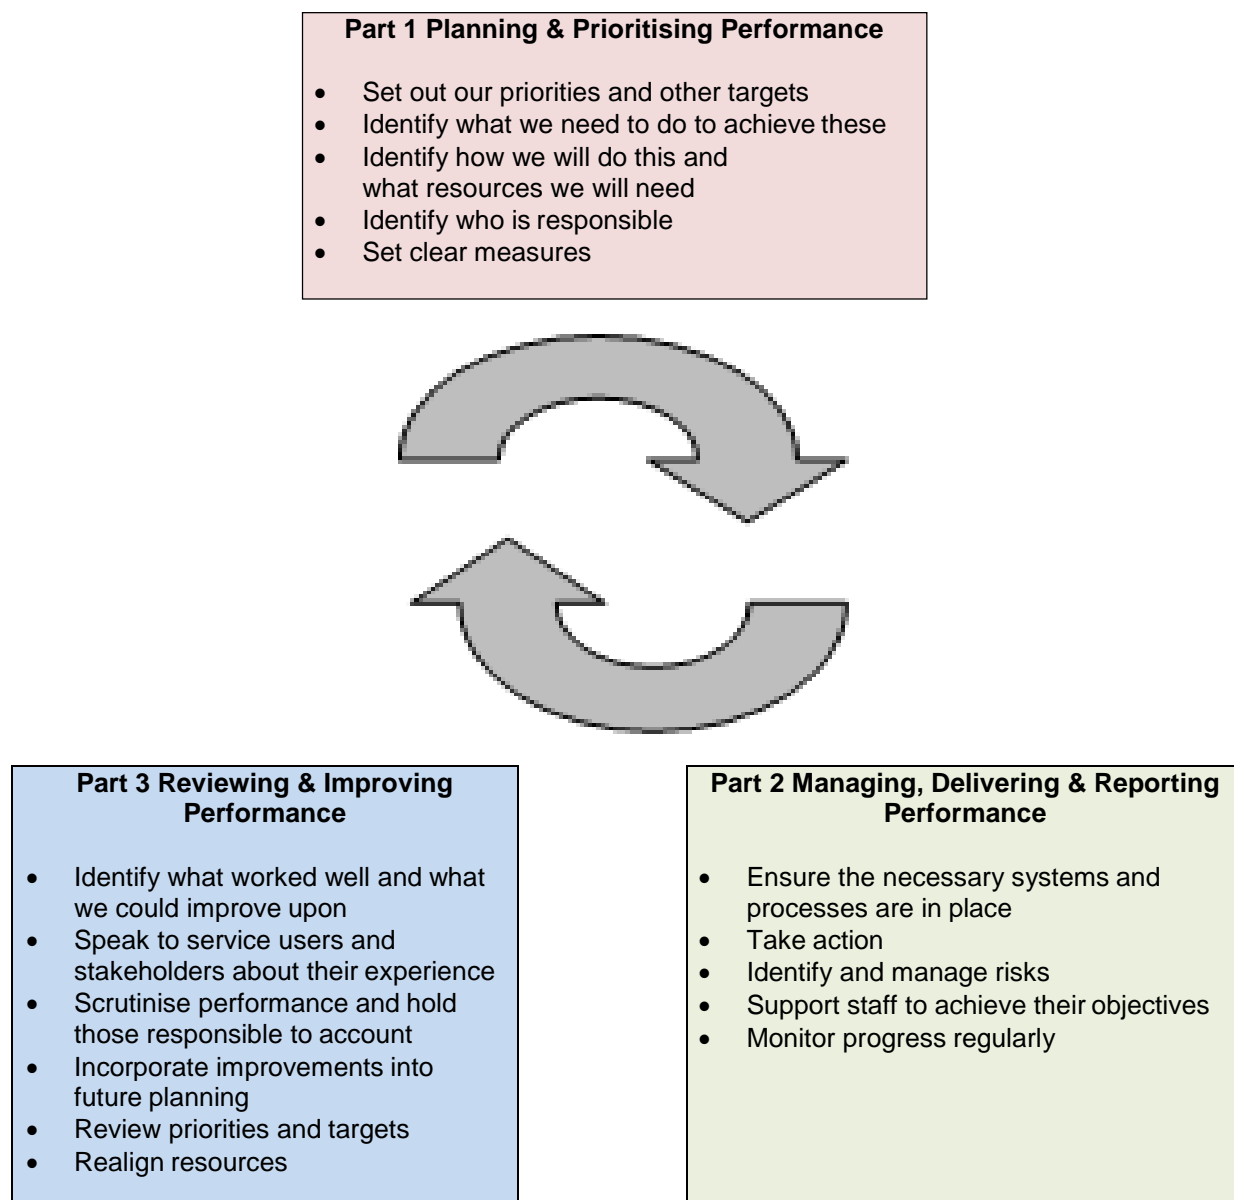 Part 1 Planning & Prioritising Performance
• Set out our priorities and other targets
• Identify what we need to do to achieve these
• Identify how we will do this and
what resources we will need
• Identify who is responsible
• Set clear measures
Part 3 Reviewing & Improving
Performance
• Identify what worked well and what
we could improve upon
• Speak to service users and
stakeholders about their experience
• Scrutinise performance and hold
those responsible to account
• Incorporate improvements into
future planning
• Review priorities and targets
• Realign resources
Part 2 Managing, Delivering & Reporting
Performance
• Ensure the necessary systems and
processes are in place
• Take action
• Identify and manage risks
• Support staff to achieve their objectives
• Monitor progress regularly